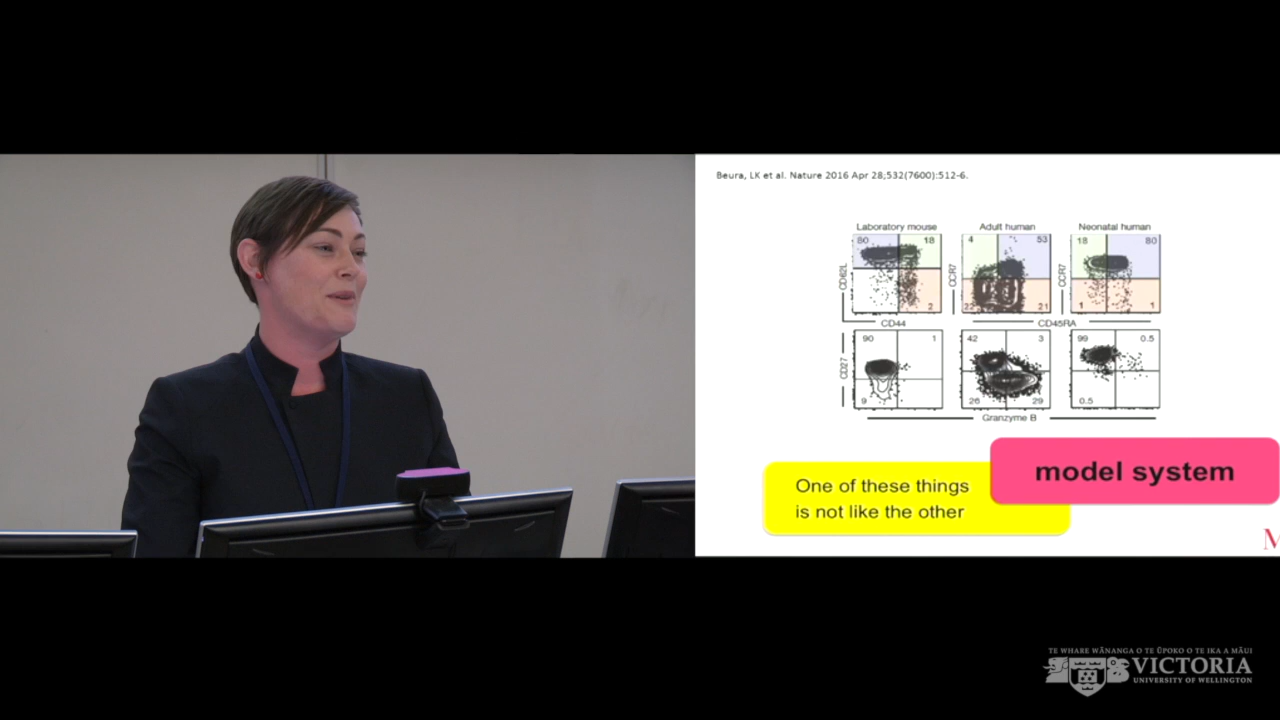 Beura, LK et al. Nature 2016 Apr 28;532(7600):512-6.
Laboratory mouse
Adult human
Neonatal human
80 18
4 53
18 80
CD62L
CCR7
CCR7
2
22 21
1 1
CD44
CD45RA
90 1
42 3
99 0.5
CD27
9
26 29
0.5
Granzyme B
model system
One of these things
is not like the other
TE WHARE WĀNANGA O TE ŪPOKO O TE IKA A MĀUI
VICTORIA
UNIVERSITY OF WELLINGTON